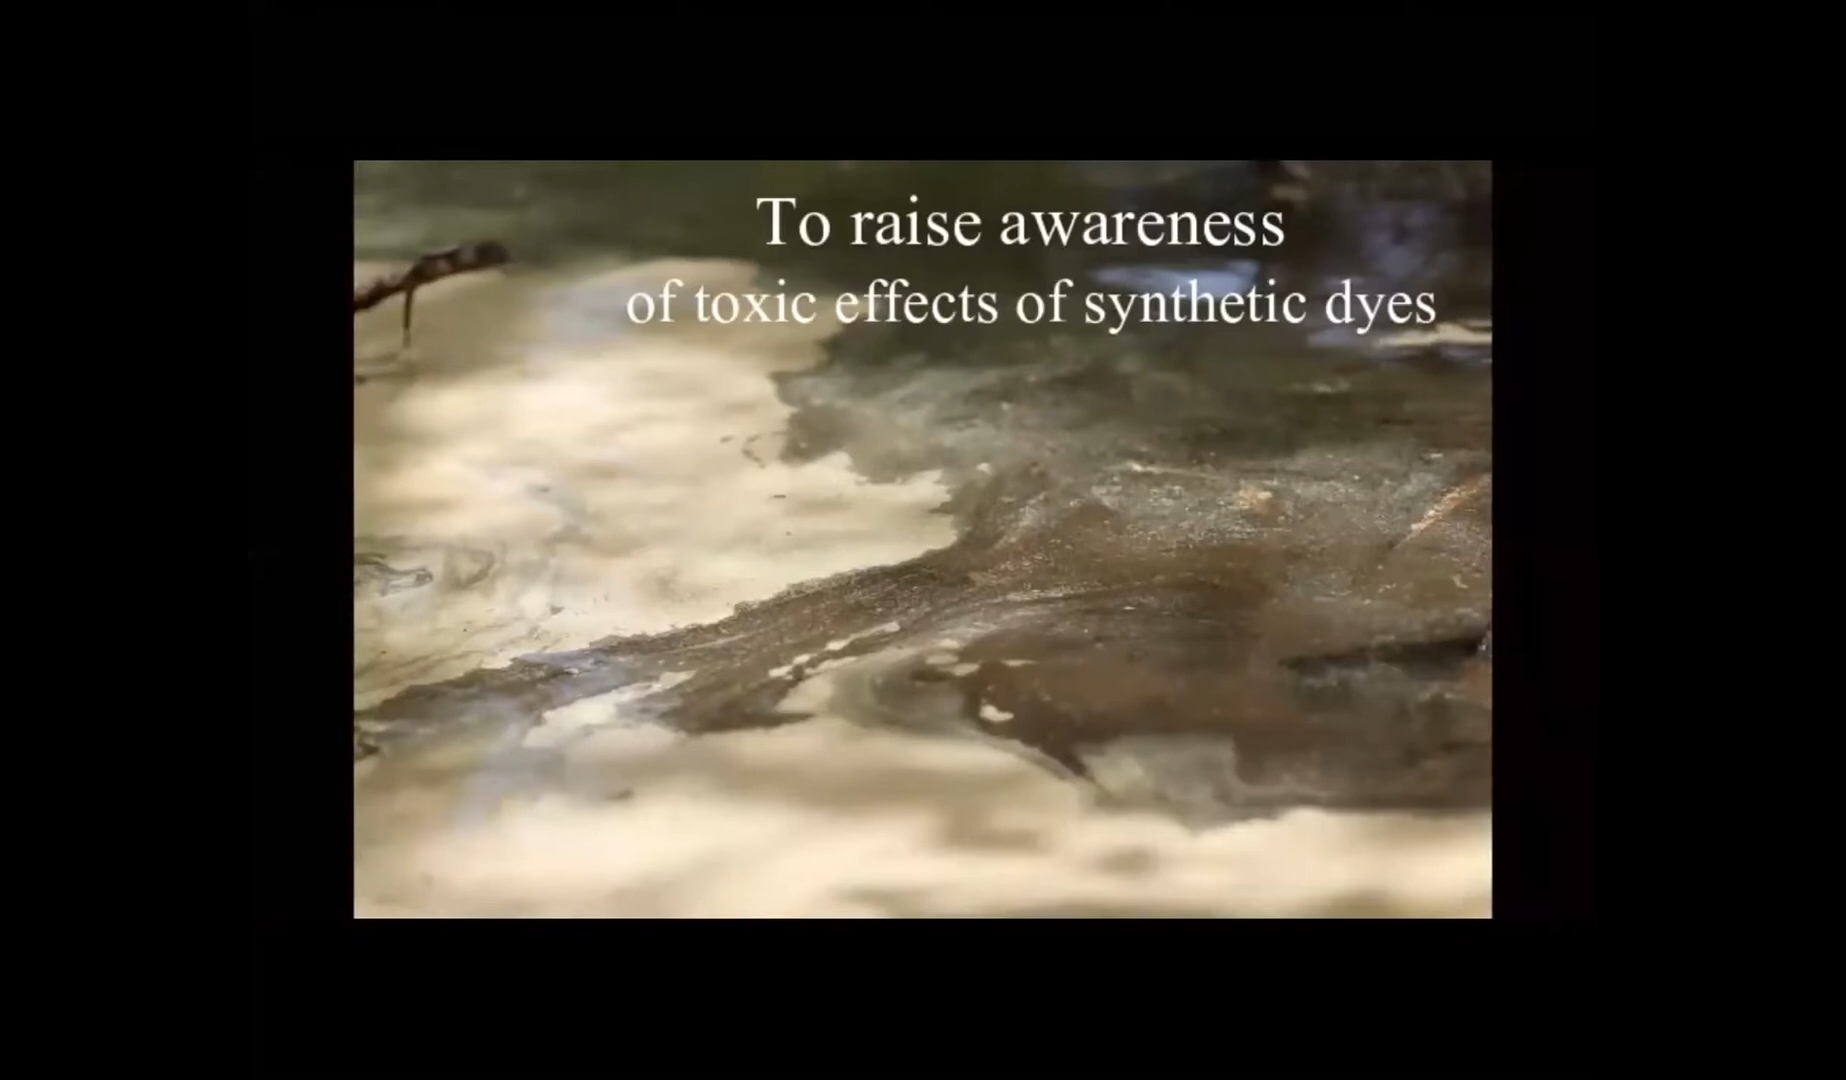 To raise awareness
of toxic effects of synthetic dyes